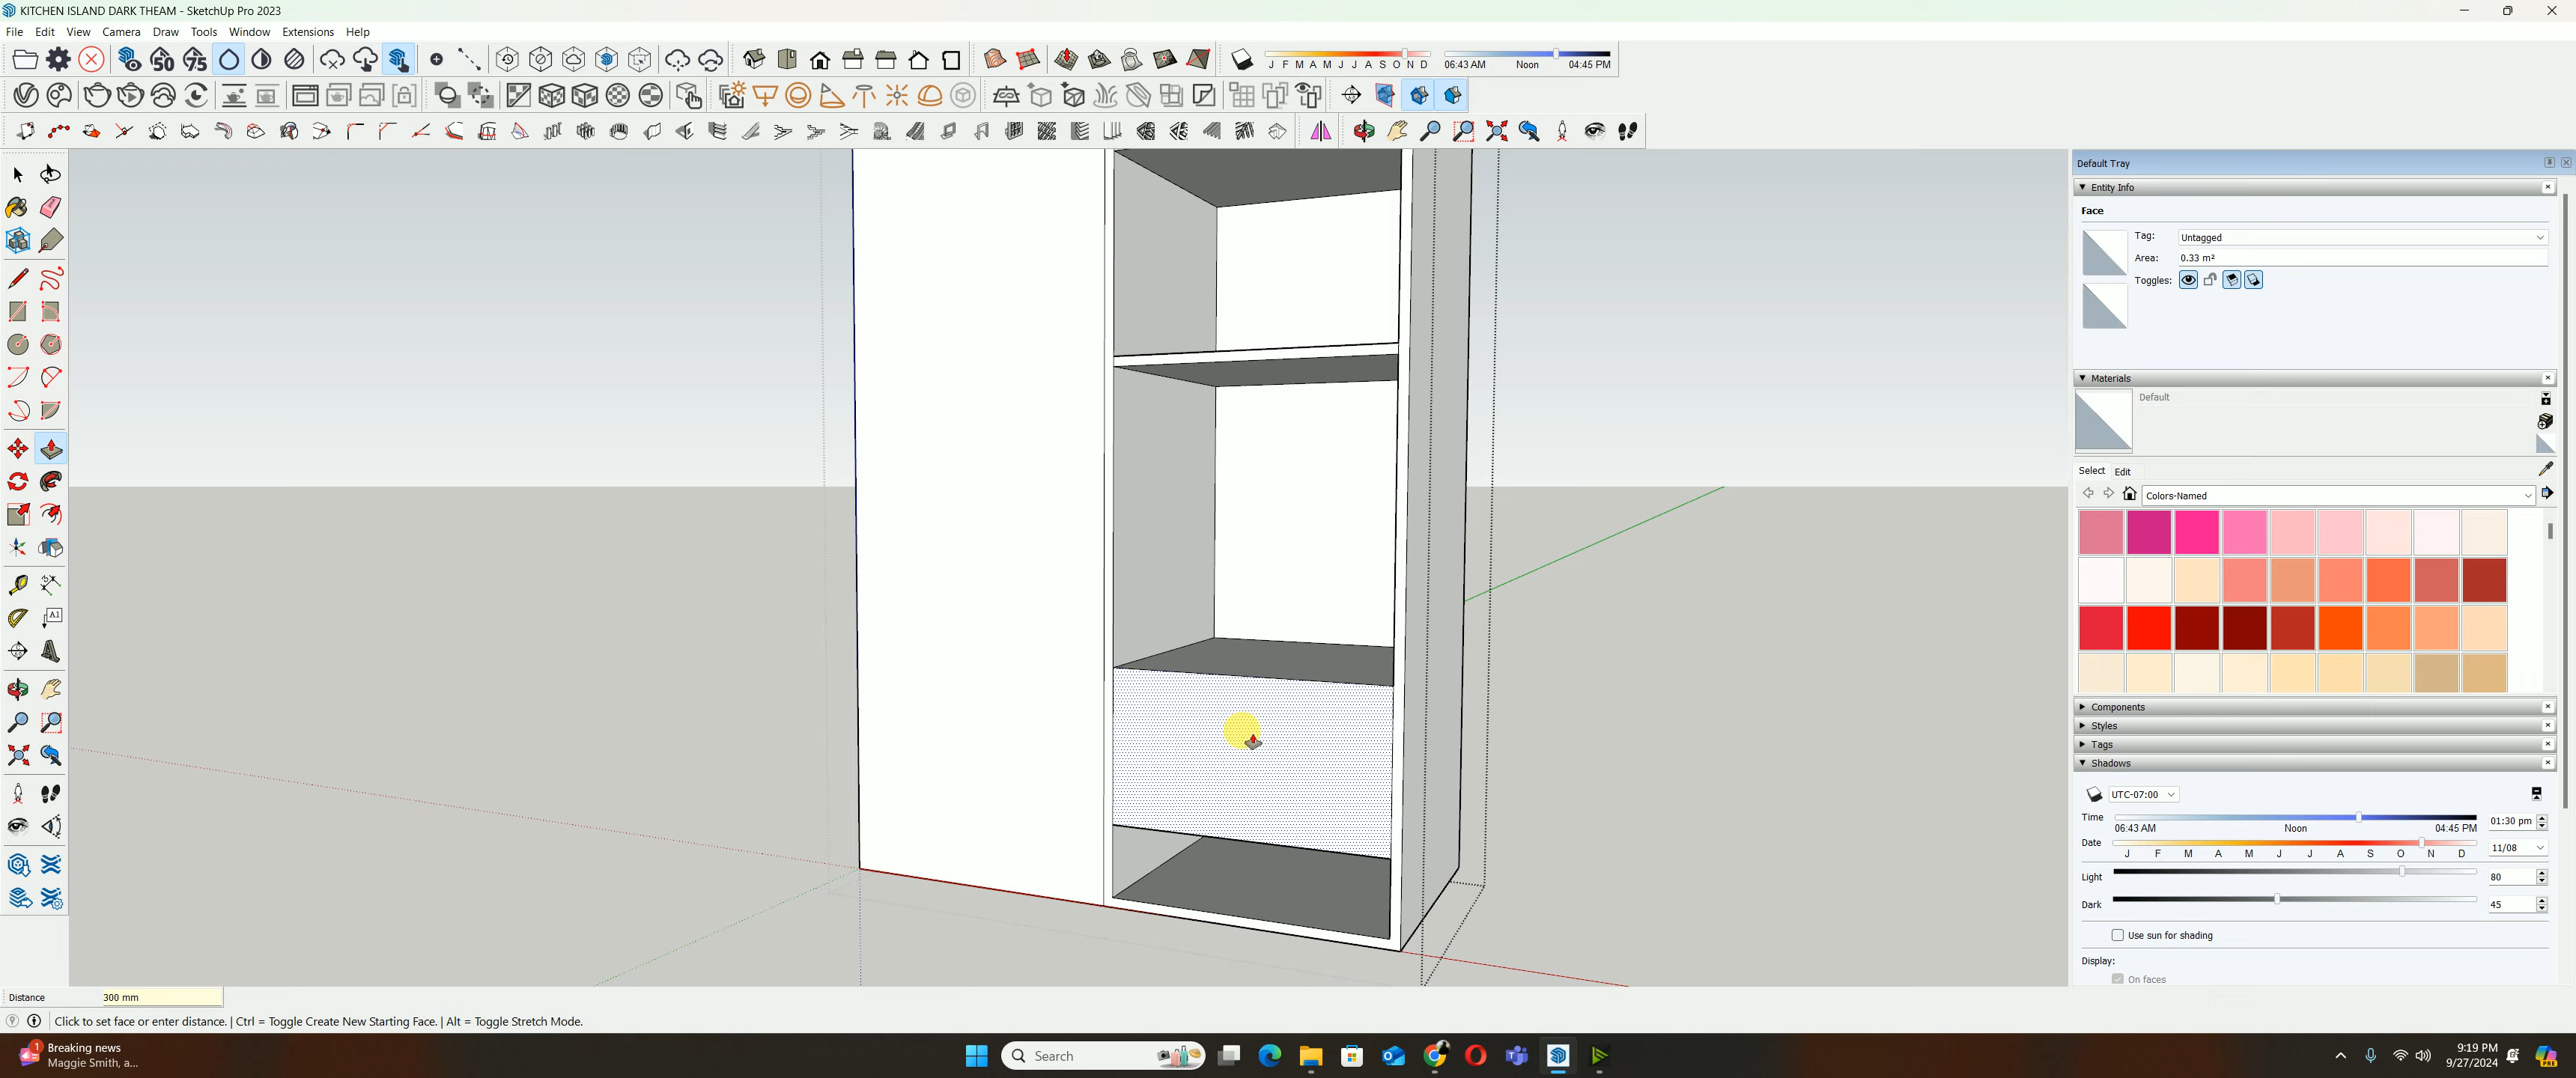 KITCHEN ISLAND DARK THEAM - SketchUp Pro 2023
File Edit View Camera Draw Tools Window Extensions Help
50 75
J F M A M J J A S O N D 06:43 AM Noon 04:45 PM
Default Tray
Entity Info
Face
Tag: Untagged
Area: 0.33 m²
Toggles:
Materials
Default
Select Edit
Colors-Named
A1
Components
Styles
Tags
Shadows
UTC-07:00
Time 01:30 pm
06:43 AM Noon 04:45 PM
Date 11/08
J F M A M J J A S O N D
Light 80
Dark 45
Use sun for shading
Display:
On faces
Distance 300 mm
Click to set face or enter distance. | Ctrl = Toggle Create New Starting Face. | Alt = Toggle Stretch Mode.
1 Breaking news
Maggie Smith, a...
Search
9:19 PM
9/27/2024
PRE